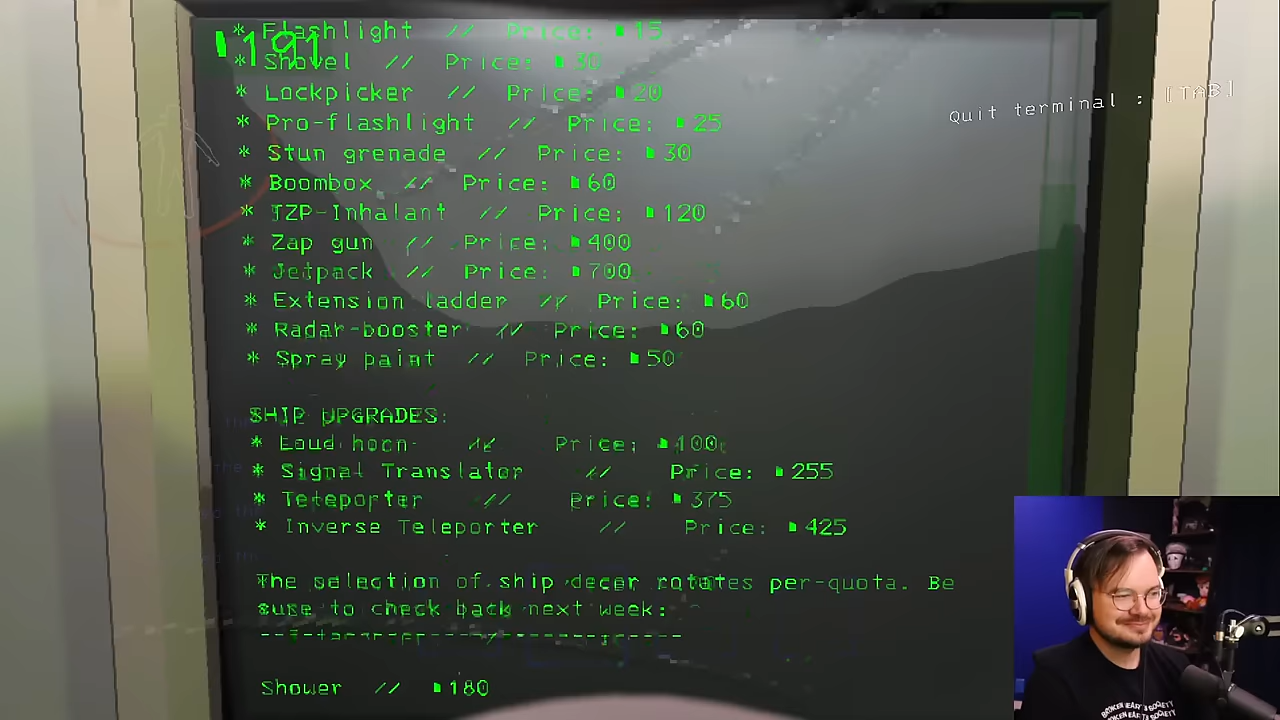 * Flashlight // Price: ▮15
▮191
* Shovel // Price: ▮30
* Lockpicker // Price: ▮20
Quit terminal : [TAB]
* Pro-flashlight // Price: ▮25
* Stun grenade // Price: ▮30
* Boombox // Price: ▮60
* TZP-Inhalant // Price: ▮120
* Zap gun // Price: ▮400
* Jetpack // Price: ▮700
* Extension ladder // Price: ▮60
* Radar-booster // Price: ▮60
* Spray paint // Price: ▮50
SHIP UPGRADES:
* Loud horn // Price: ▮100
* Signal Translator // Price: ▮255
* Teleporter // Price: ▮375
* Inverse Teleporter // Price: ▮425
The selection of ship decor rotates per-quota. Be
sure to check back next week:
Shower // ▮180
BROKEN HEARTS SOCIETY